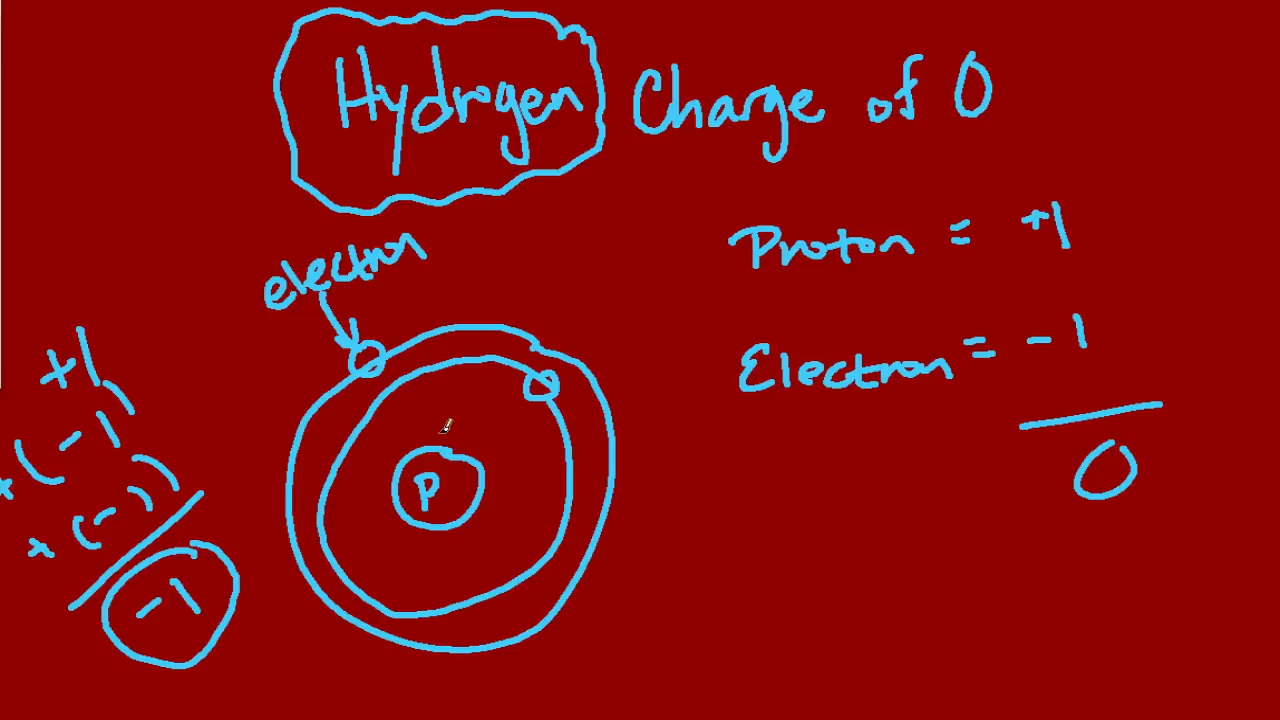 Hydrogen Charge of 0
Proton = +1
electron
Electron = -1
0
P
+1
+(-1)
+(-1)
-1